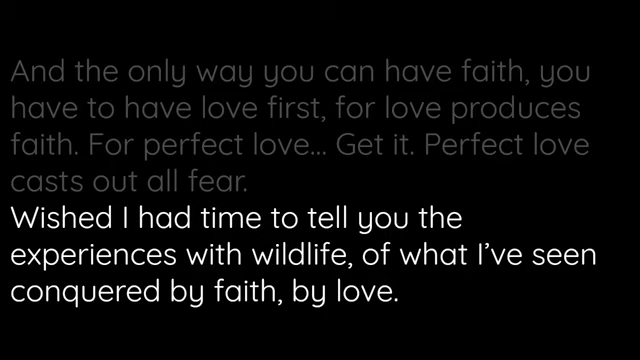 And the only way you can have faith, you
have to have love first, for love produces
faith. For perfect love... Get it. Perfect love
casts out all fear.
Wished I had time to tell you the
experiences with wildlife, of what I’ve seen
conquered by faith, by love.